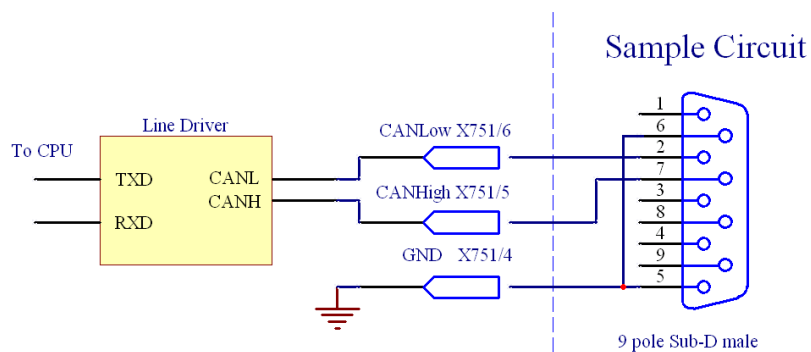 Sample Circuit
Line Driver
To CPU
TXD
RXD
CANL
CANH
CANLow X751/6
CANHigh X751/5
GND X751/4
1
6
2
7
3
8
4
9
5
9 pole Sub-D male